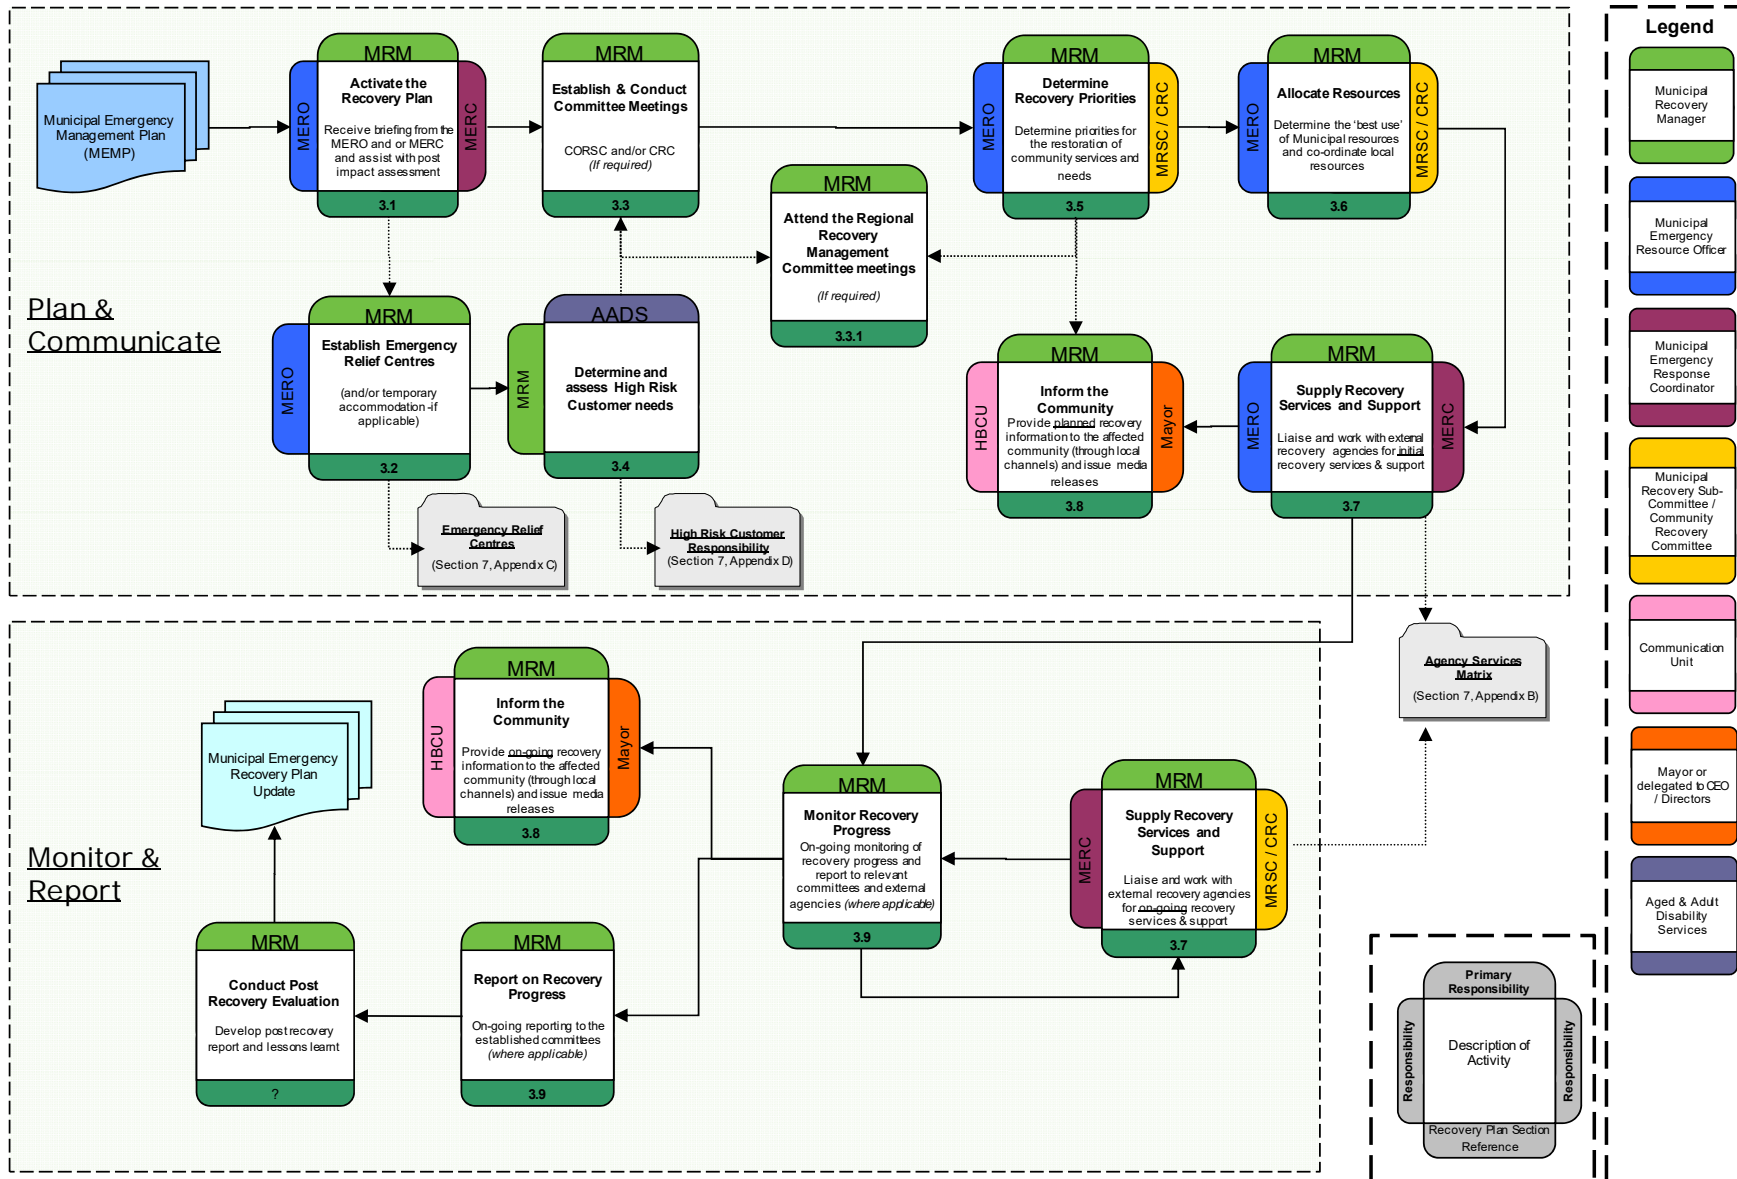 Plan &
Communicate
Municipal Emergency
Management Plan
(MEMP)
MRM
MERO
MERC
Activate the
Recovery Plan
Receive briefing from the
MERO and or MERC
and assist with post
impact assessment
3.1
MRM
Establish & Conduct
Committee Meetings
CORSC and/or CRC
(If required)
3.3
MRM
Attend the Regional
Recovery
Management
Committee meetings
(If required)
3.3.1
MRM
MERO
MRSC / CRC
Determine
Recovery Priorities
Determine priorities for
the restoration of
community services and
needs
3.5
MRM
MERO
MRSC / CRC
Allocate Resources
Determine the ‘best use’
of Municipal resources
and co-ordinate local
resources
3.6
MRM
MERO
Establish Emergency
Relief Centres
(and/or temporary
accommodation -if
applicable)
3.2
AADS
MRM
Determine and
assess High Risk
Customer needs
3.4
MRM
HBCU
Mayor
Inform the
Community
Provide planned recovery
information to the affected
community (through local
channels) and issue media
releases
3.8
MRM
MERO
MERC
Supply Recovery
Services and Support
Liaise and work with external
recovery agencies for initial
recovery services & support
3.7
Emergency Relief
Centres
(Section 7, Appendix C)
High Risk Customer
Responsibility
(Section 7, Appendix D)
Agency Services
Matrix
(Section 7, Appendix B)
Monitor &
Report
Municipal Emergency
Recovery Plan
Update
MRM
HBCU
Mayor
Inform the
Community
Provide on-going recovery
information to the affected
community (through local
channels) and issue media
releases
3.8
MRM
Monitor Recovery
Progress
On-going monitoring of
recovery progress and
report to relevant
committees and external
agencies (where applicable)
3.9
MRM
MERC
MRSC / CRC
Supply Recovery
Services and
Support
Liaise and work with
external recovery agencies
for on-going recovery
services & support
3.7
MRM
Conduct Post
Recovery Evaluation
Develop post recovery
report and lessons learnt
?
MRM
Report on Recovery
Progress
On-going reporting to the
established committees
(where applicable)
3.9
Legend
Municipal
Recovery
Manager
Municipal
Emergency
Resource Officer
Municipal
Emergency
Response
Coordinator
Municipal
Recovery Sub-
Committee /
Community
Recovery
Committee
Communication
Unit
Mayor or
delegated to CEO
/ Directors
Aged & Adult
Disability
Services
Primary
Responsibility
Responsibility
Description of
Activity
Responsibility
Recovery Plan Section
Reference